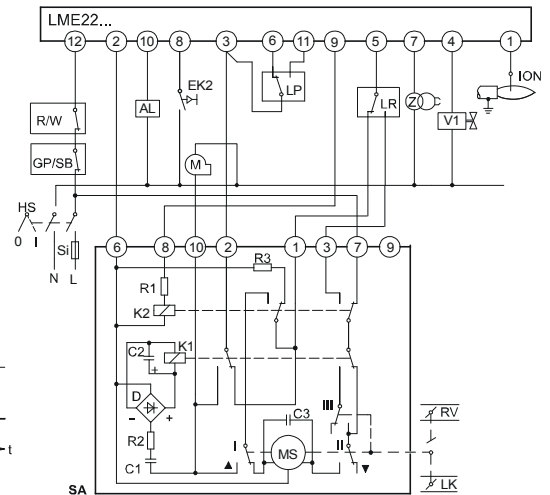 LME22...
12 2 10 8 3 6 11 9 5 7 4 1
ION
EK2
LP
R/W
AL
LR
Z
V1
GP/SB
M
HS
0 I
Si
N L
6 8 10 2 1 3 7 9
R3
R1
K2
K1
C2
+
D
- +
III
C3
RV
R2
I
MS
II
t
C1
LK
SA